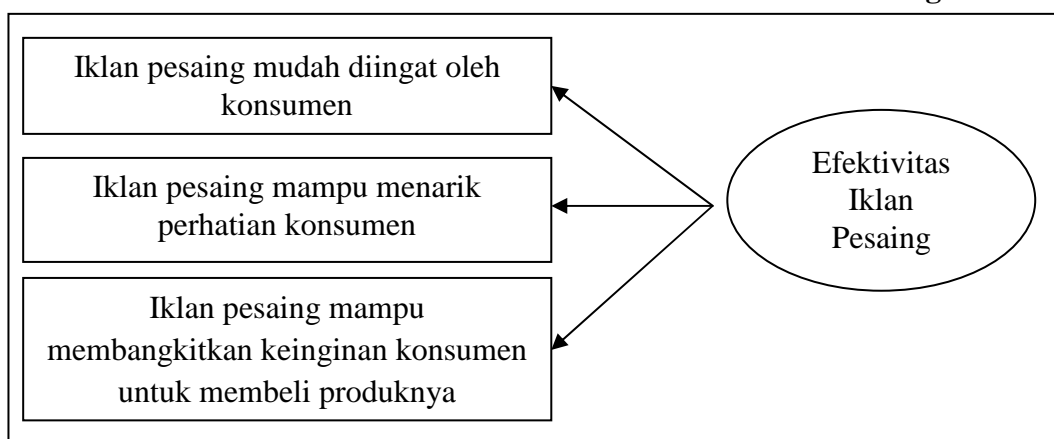 Iklan pesaing mudah diingat oleh
konsumen
Iklan pesaing mampu menarik
perhatian konsumen
Iklan pesaing mampu
membangkitkan keinginan konsumen
untuk membeli produknya
Efektivitas
Iklan
Pesaing